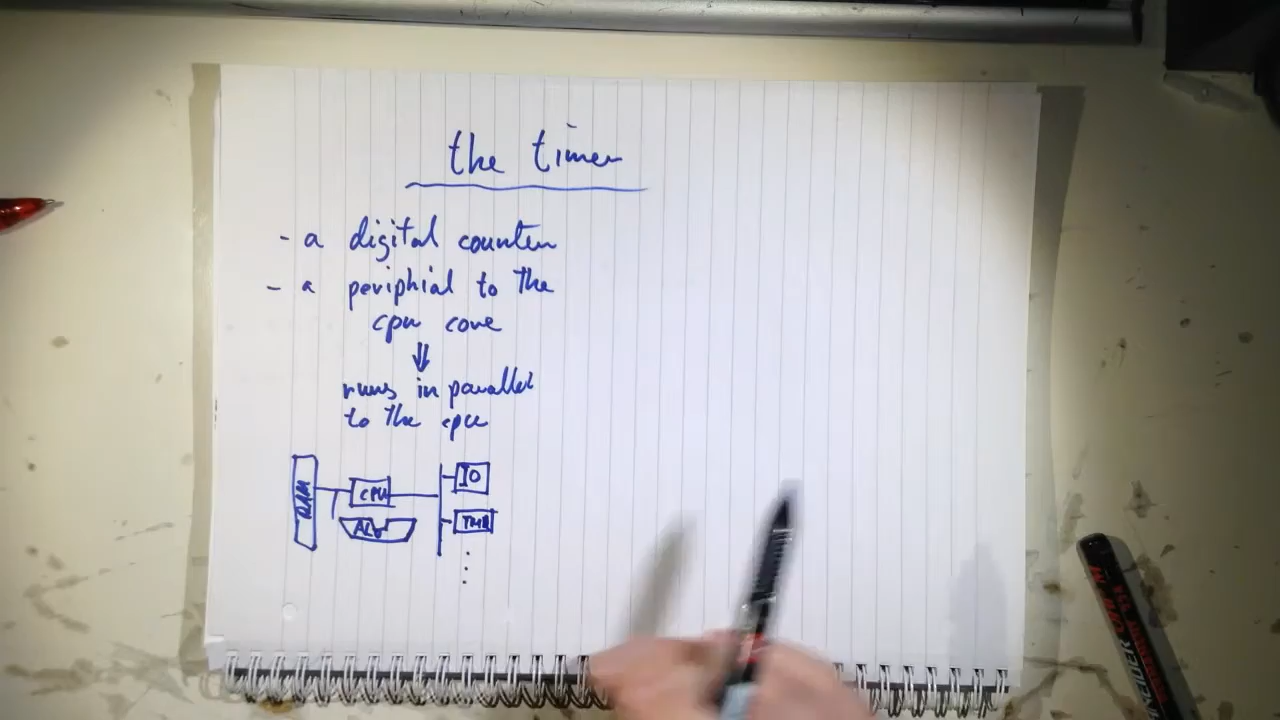 the timer
- a digital counter
- a periphial to the
cpu core
runs in parallel
to the cpu
RAM
CPU
ALU
IO
TMR